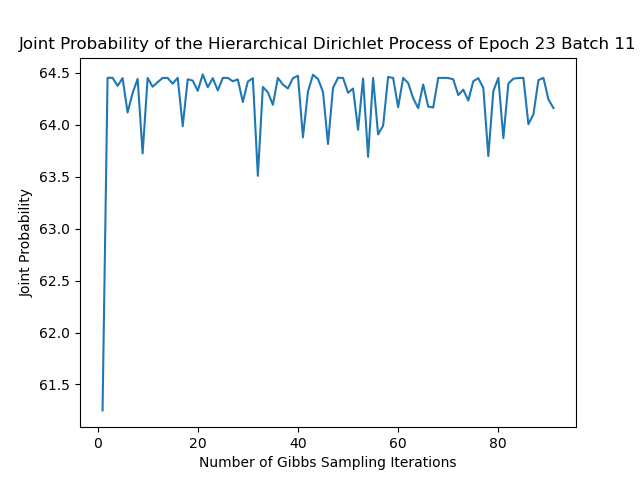 Joint Probability of the Hierarchical Dirichlet Process of Epoch 23 Batch 11
64.5
64.0
63.5
63.0
62.5
62.0
61.5
Joint Probability
0 20 40 60 80
Number of Gibbs Sampling Iterations